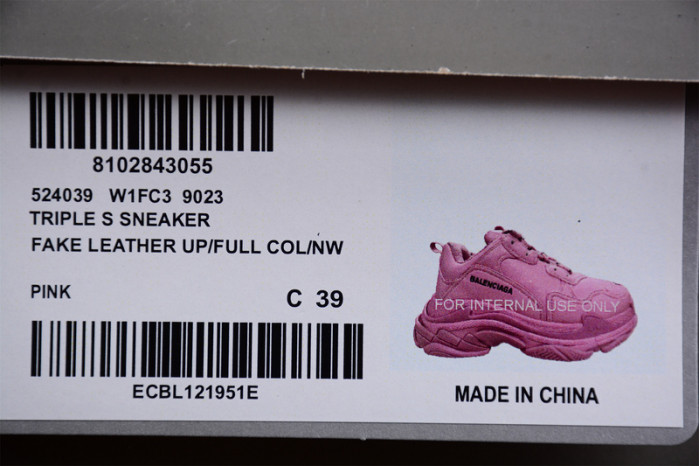 8102843055
524039 W1FC3 9023
TRIPLE S SNEAKER
FAKE LEATHER UP/FULL COL/NW
PINK
C 39
ECBL121951E
BALENCIAGA
FOR INTERNAL USE ONLY
MADE IN CHINA